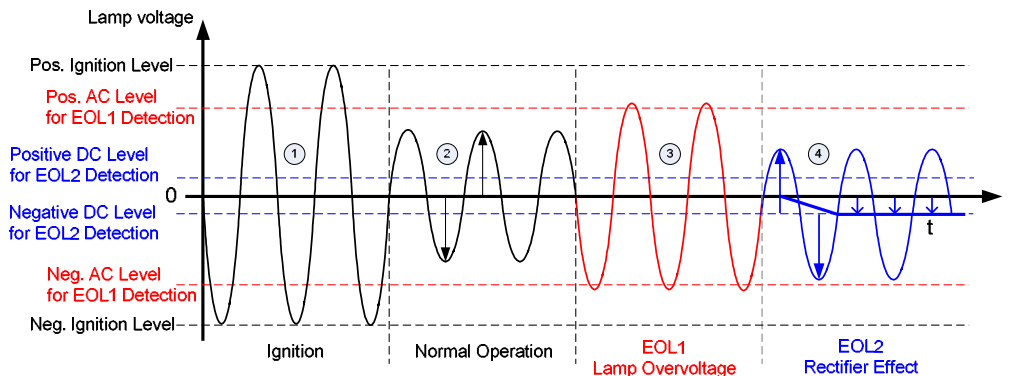 Lamp voltage
Pos. Ignition Level
Pos. AC Level
for EOL1 Detection
Positive DC Level
for EOL2 Detection
0
Negative DC Level
for EOL2 Detection
Neg. AC Level
for EOL1 Detection
Neg. Ignition Level
1
2
3
4
t
Ignition
Normal Operation
EOL1
Lamp Overvoltage
EOL2
Rectifier Effect